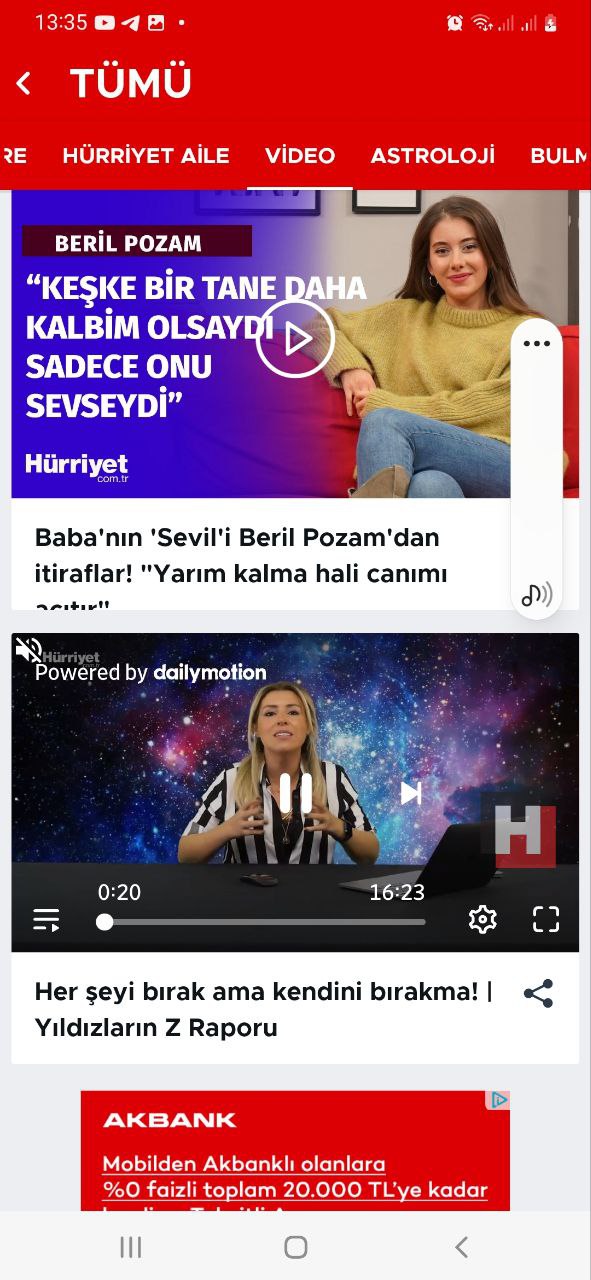 13:35
TÜMÜ
RE HÜRRİYET AİLE VİDEO ASTROLOJİ BULM
BERİL POZAM
“KEŞKE BİR TANE DAHA
KALBİM OLSAYDI
SADECE ONU
SEVSEYDİ”
Hürriyet
com.tr
Baba'nın 'Sevil'i Beril Pozam'dan
itiraflar! "Yarım kalma hali canımı
acıtır"
Hürriyet
Powered by dailymotion
H
0:20 16:23
Her şeyi bırak ama kendini bırakma! |
Yıldızların Z Raporu
AKBANK
Mobilden Akbanklı olanlara
%0 faizli toplam 20.000 TL’ye kadar